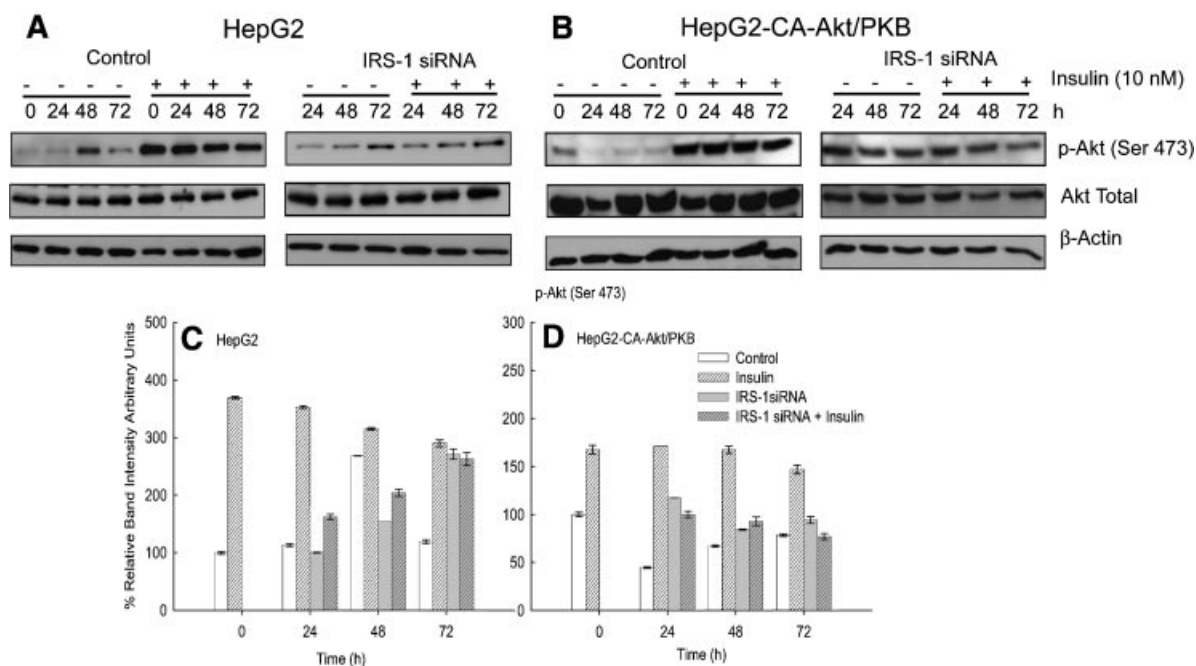 A HepG2
Control IRS-1 siRNA
- - - - + + + + - - - + + +
0 24 48 72 0 24 48 72 24 48 72 24 48 72
B HepG2-CA-Akt/PKB
Control IRS-1 siRNA
- - - - + + + + - - - + + + Insulin (10 nM)
0 24 48 72 0 24 48 72 24 48 72 24 48 72 h
p-Akt (Ser 473)
Akt Total
β-Actin
p-Akt (Ser 473)
% Relative Band Intensity Arbitrary Units
500
400
300
200
100
0
C HepG2
0 24 48 72
Time (h)
300
250
200
150
100
50
0
D HepG2-CA-Akt/PKB
Control
Insulin
IRS-1siRNA
IRS-1 siRNA + Insulin
0 24 48 72
Time (h)